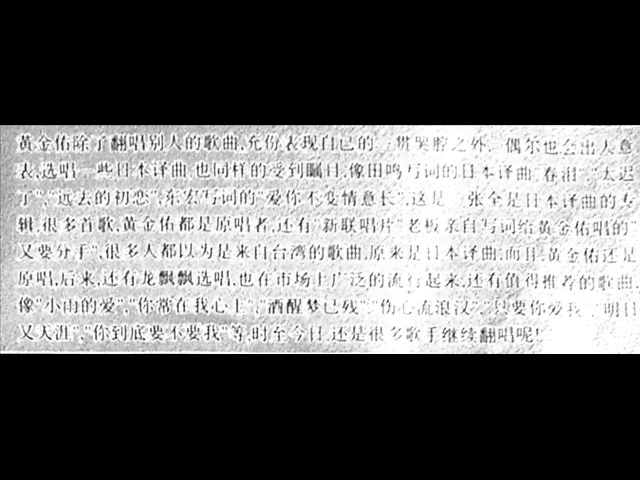 黄金佑除了翻唱别人的歌曲,充份表现自已的一贯哭腔之外、偶尔也会出人意
表,选唱一些日本译曲,也同样的受到瞩目,像田鸣写词的日本译曲"春泪","太迟
了","远去的初恋",东宏写词的"爱你不变情意长",这是一张全是日本译曲的专
辑,很多首歌,黄金佑都是原唱者,还有"新联唱片"老板亲自写词给黄金佑唱的"
又要分手",很多人都以为是来自台湾的歌曲,原来是日本译曲;而且黄金佑还是
原唱,后来,还有龙飘飘选唱,也在市场上广泛的流行起来,还有值得推荐的歌曲,
像"小雨的爱","你常在我心上","酒醒梦已残","伤心流浪汉","只要你爱我","明日
又天涯","你到底要不要我"等,时至今日,还是很多歌手继续翻唱呢!